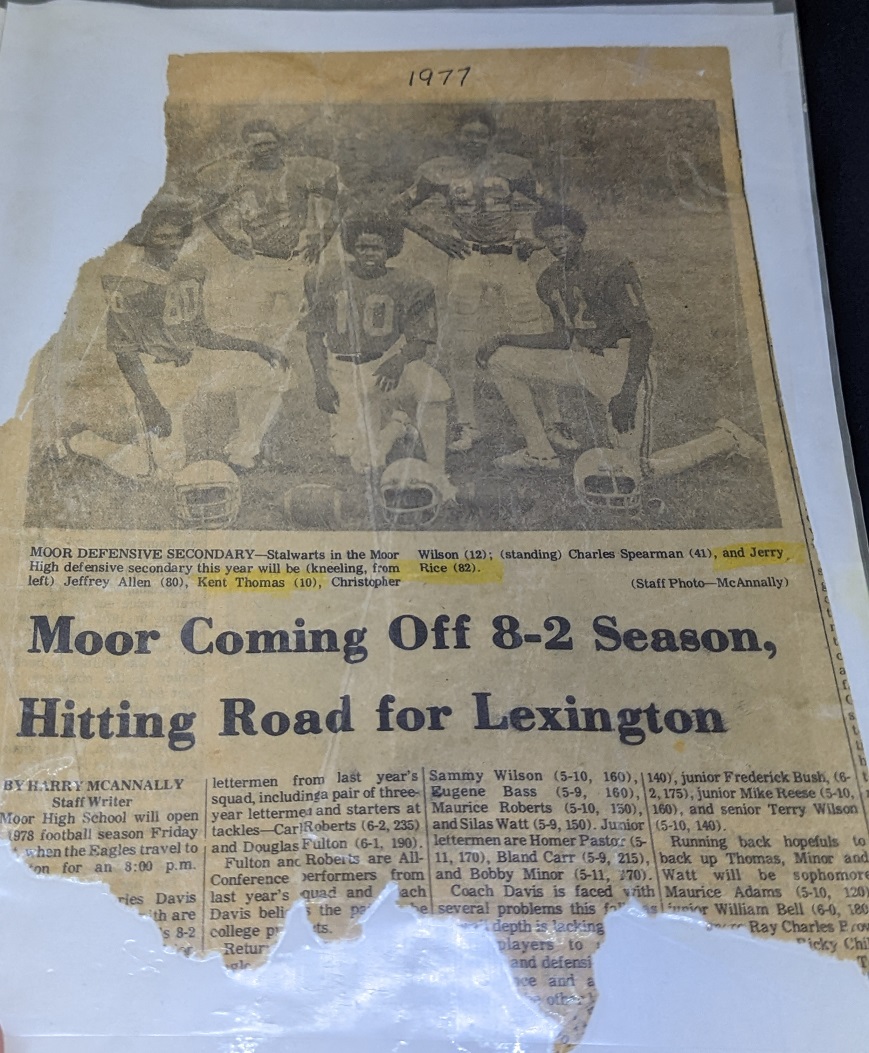 1977
80
10
12
MOOR DEFENSIVE SECONDARY—Stalwarts in the Moor
High defensive secondary this year will be (kneeling, from
left) Jeffrey Allen (80), Kent Thomas (10), Christopher
Wilson (12); (standing) Charles Spearman (41), and Jerry
Rice (82).
(Staff Photo—McAnnally)
Moor Coming Off 8-2 Season,
Hitting Road for Lexington
BY HARRY MCANNALLY
Staff Writer
Moor High School will open
1978 football season Friday
when the Eagles travel to
for an 8:00 p.m.
Davis
are
8-2
lettermen from last year's
squad, including a pair of three-
year lettermen and starters at
tackles—Carl Roberts (6-2, 235)
and Douglas Fulton (6-1, 190).
Fulton and Roberts are All-
Conference performers from
last year's squad and
Davis the
college
Sammy Wilson (5-10, 160),
Eugene Bass (5-9, 160),
Maurice Roberts (5-10, 150),
and Silas Watt (5-9, 150). Junior
lettermen are Homer Pastor (5-
11, 170), Bland Carr (5-9, 215),
and Bobby Minor (5-11, 170).
Coach Davis is faced with
several problems this
depth is lacking
players to
and
and
140), junior Frederick Bush, (6-
2, 175), junior Mike Reese (5-10,
160), and senior Terry Wilson
(5-10, 140).
Running back hopefuls to
back up Thomas, Minor and
Watt will be sophomore
Maurice Adams (5-10, 120)
junior William Bell (6-0, 180
Ray Charles
Ricky